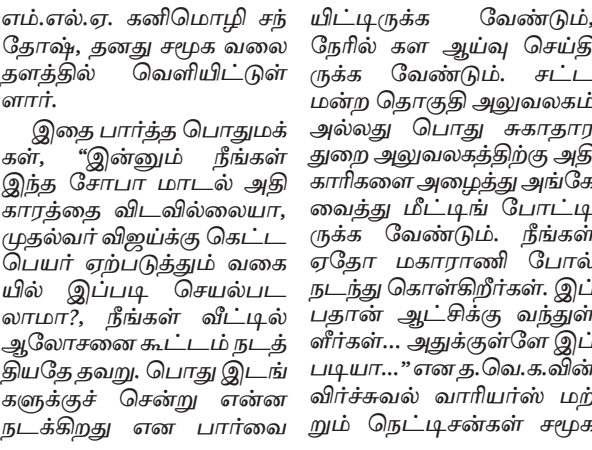 எம்.எல்.ஏ. கனிமொழி சந்
தோஷ், தனது சமூக வலை
தளத்தில் வெளியிட்டுள்
ளார்.
இதை பார்த்த பொதுமக்
கள், “இன்னும் நீங்கள்
இந்த சோபா மாடல் அதி
காரத்தை விடவில்லையா,
முதல்வர் விஜய்க்கு கெட்ட
பெயர் ஏற்படுத்தும் வகை
யில் இப்படி செயல்பட
லாமா?, நீங்கள் வீட்டில்
ஆலோசனை கூட்டம் நடத்
தியதே தவறு. பொது இடங்
களுக்குச் சென்று என்ன
நடக்கிறது என பார்வை
யிட்டிருக்க வேண்டும்,
நேரில் கள ஆய்வு செய்தி
ருக்க வேண்டும். சட்ட
மன்ற தொகுதி அலுவலகம்
அல்லது பொது சுகாதார
துறை அலுவலகத்திற்கு அதி
காரிகளை அழைத்து அங்கே
வைத்து மீட்டிங் போட்டி
ருக்க வேண்டும். நீங்கள்
ஏதோ மகாராணி போல்
நடந்து கொள்கிறீர்கள். இப்
பதான் ஆட்சிக்கு வந்துள்
ளீர்கள்... அதுக்குள்ளே இப்
படியா...” என த.வெ.க.வின்
விர்ச்சுவல் வாரியர்ஸ் மற்
றும் நெட்டிசன்கள் சமூக